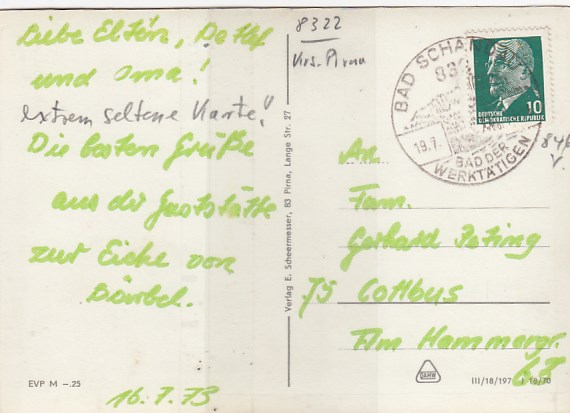 Liebe Eltern, Detlef
und Oma!
extrem seltene Karte!
Die besten Grüße
aus der Gaststätte
zur Eiche von
Bärbel.
EVP M –.25
16.7.73
Verlag E. Scheermesser, 83 Pirna, Lange Str. 27
8322
Krs. Pirna
BAD SCHAN
19.7.
BAD DER
WERKTÄTIGEN
10
DEUTSCHE
DEMOKRATISCHE REPUBLIK
An
Fam.
Gerhard
75 Cottbus
Am Hammergr.
68
III/18/197